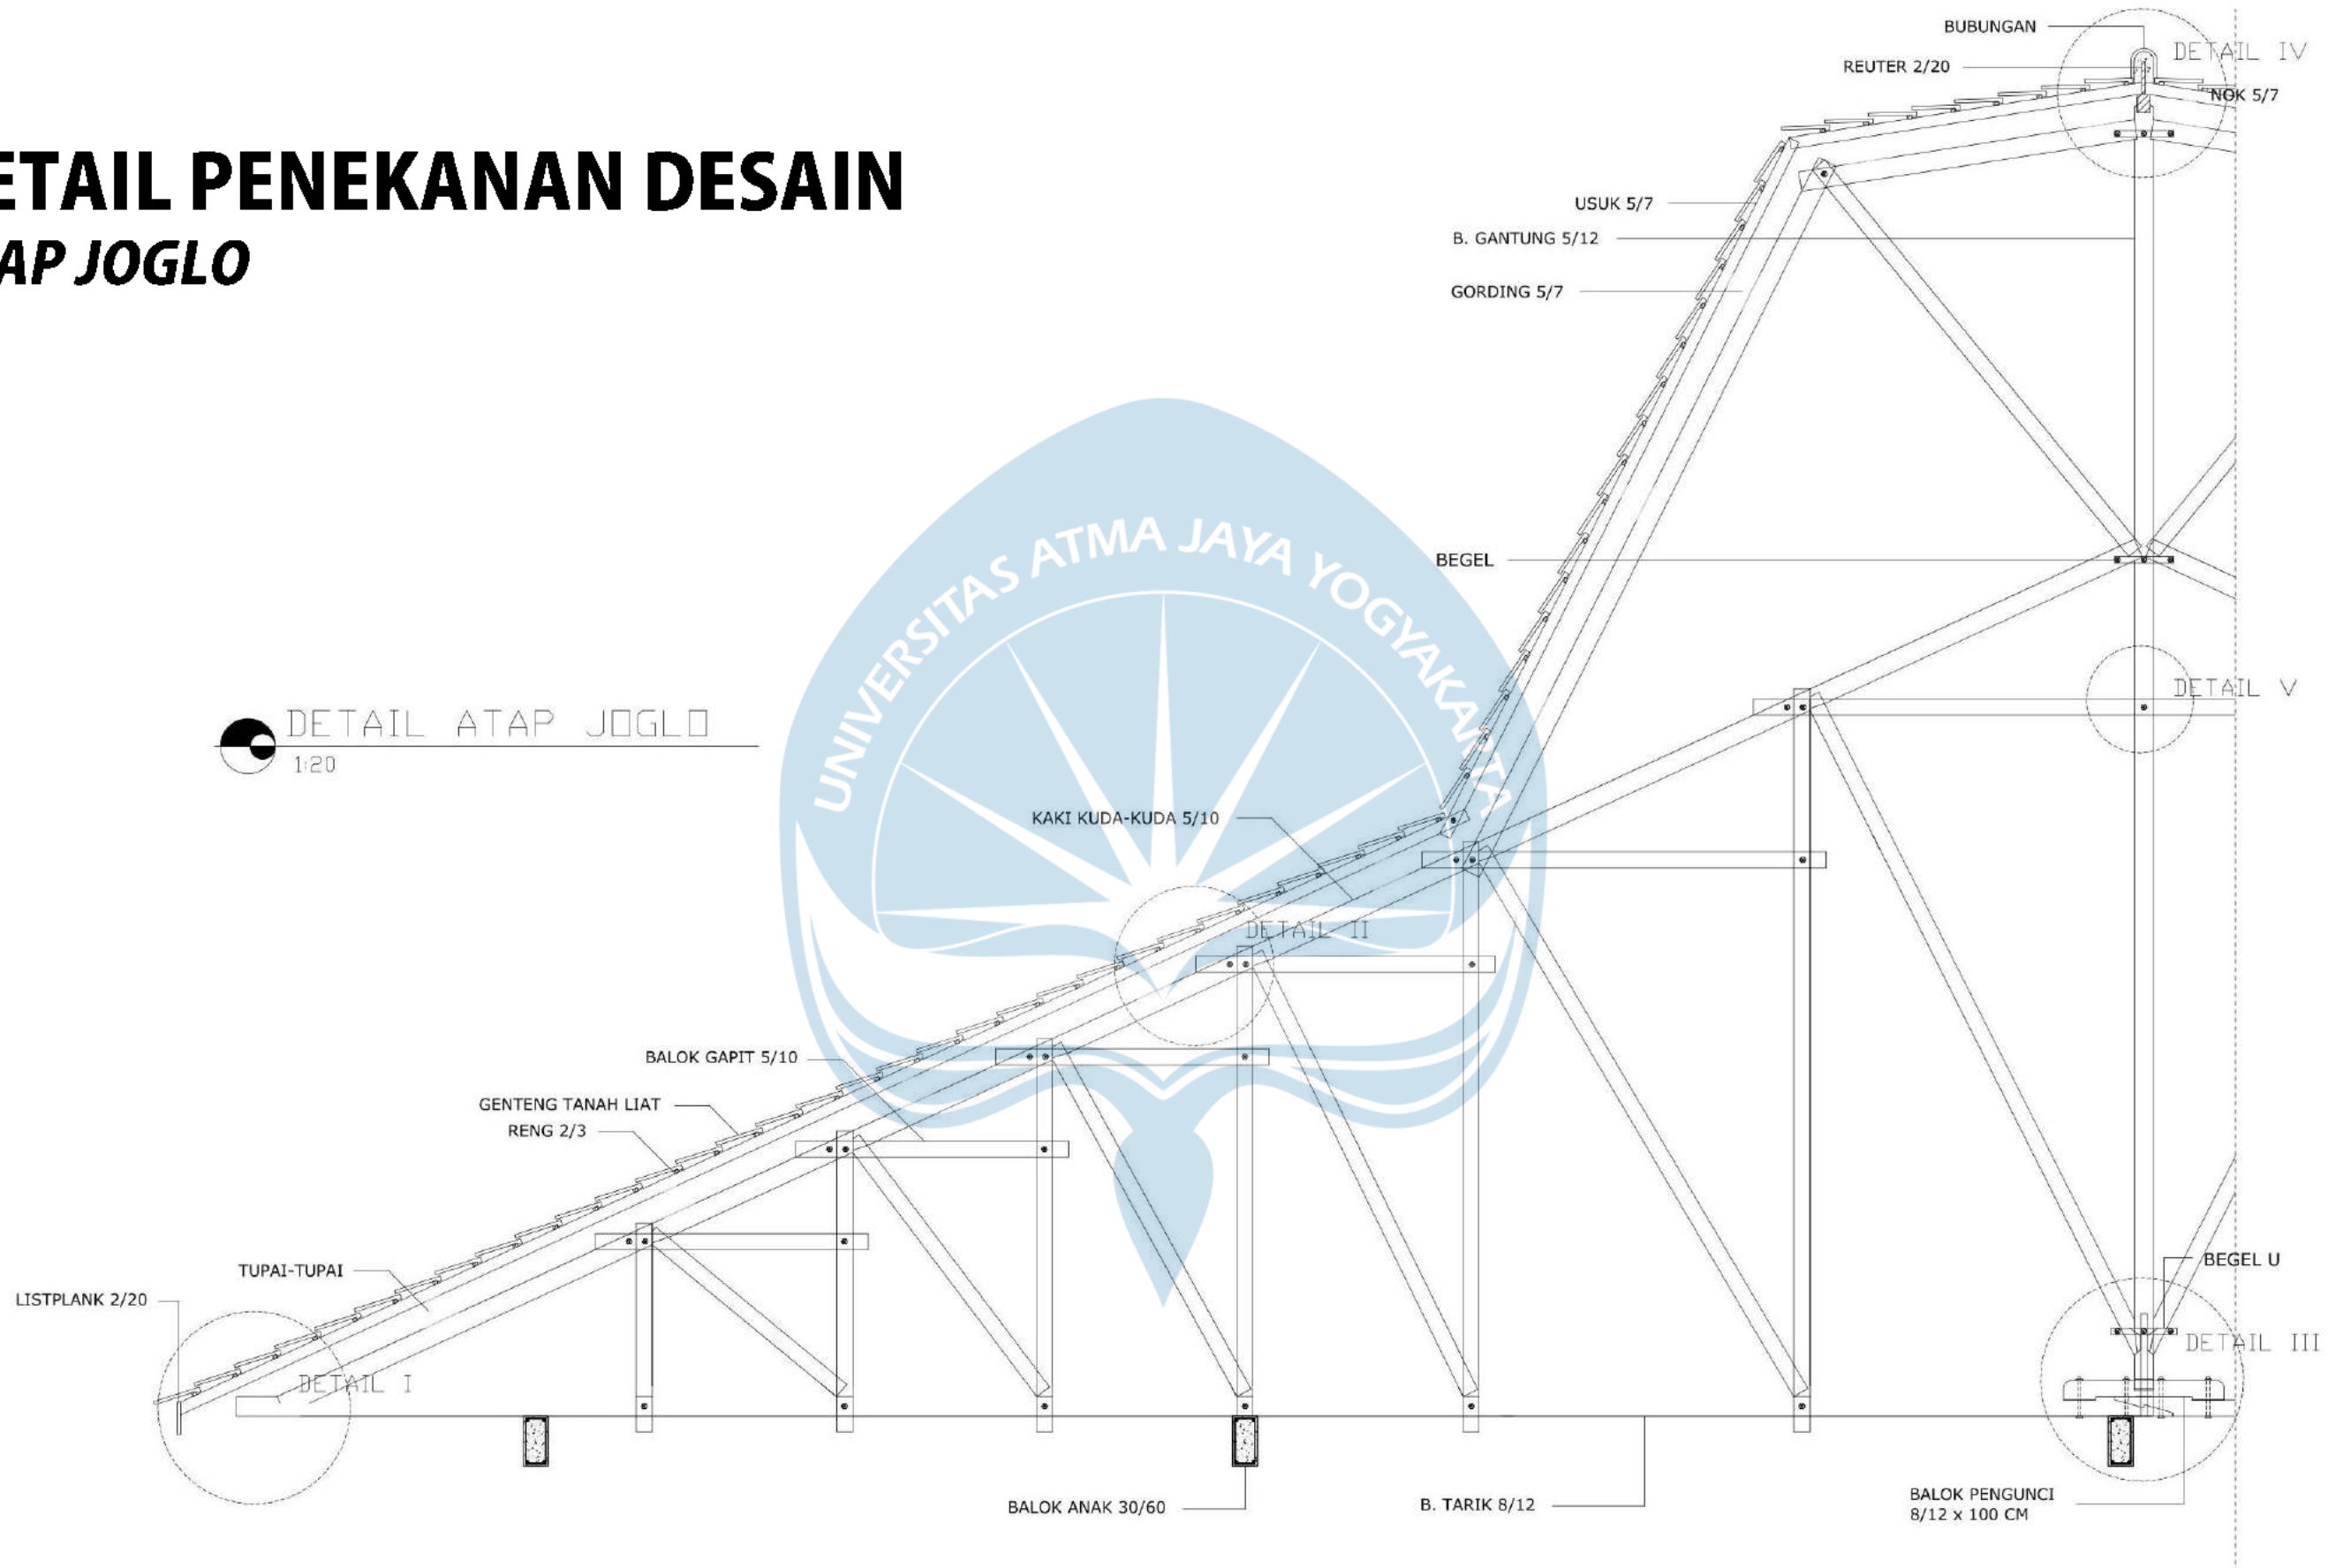 ETAIL PENEKANAN DESAIN
AP JOGLO
BUBUNGAN
DETAIL IV
REUTER 2/20
NOK 5/7
USUK 5/7
B. GANTUNG 5/12
GORDING 5/7
UNIVERSITAS ATMA JAYA YOGYAKARTA
BEGEL
DETAIL V
DETAIL ATAP JOGLO
1:20
KAKI KUDA-KUDA 5/10
DETAIL II
BALOK GAPIT 5/10
GENTENG TANAH LIAT
RENG 2/3
TUPAI-TUPAI
LISTPLANK 2/20
BEGEL U
DETAIL III
DETAIL I
BALOK ANAK 30/60
B. TARIK 8/12
BALOK PENGUNCI
8/12 x 100 CM